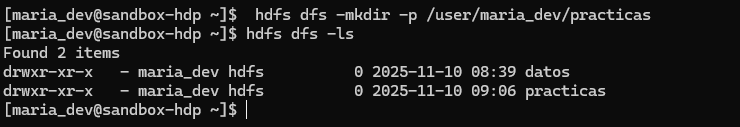 [maria_dev@sandbox-hdp ~]$  hdfs dfs -mkdir -p /user/maria_dev/practicas
[maria_dev@sandbox-hdp ~]$ hdfs dfs -ls
Found 2 items
drwxr-xr-x   - maria_dev hdfs          0 2025-11-10 08:39 datos
drwxr-xr-x   - maria_dev hdfs          0 2025-11-10 09:06 practicas
[maria_dev@sandbox-hdp ~]$